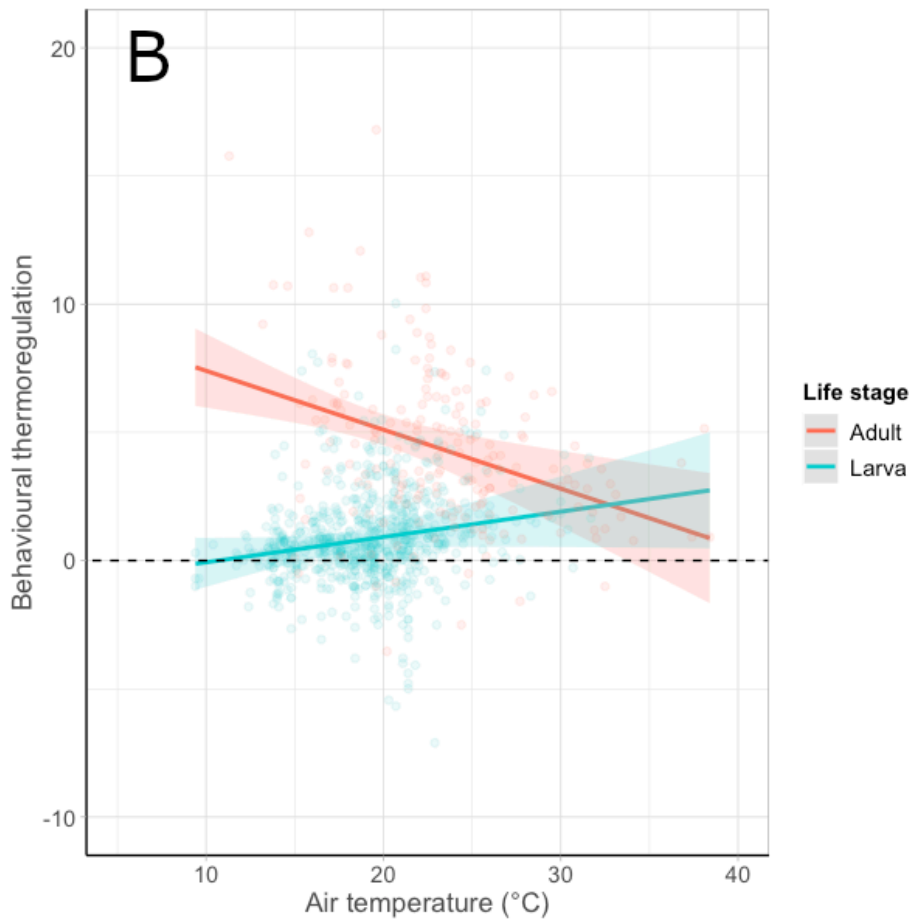 B
20
10
0
-10
Behavioural thermoregulation
10 20 30 40
Air temperature (°C)
Life stage
Adult
Larva